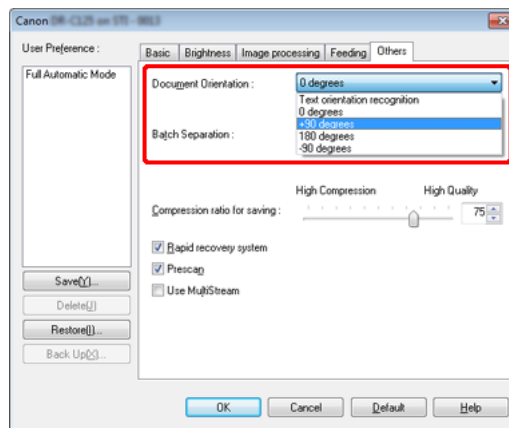 Canon
User Preference :
Full Automatic Mode
Save(Y)...
Delete(J)
Restore(I)...
Back Up(X)...
Basic
Brightness
Image processing
Feeding
Others
Document Orientation :
0 degrees
Text orientation recognition
0 degrees
+90 degrees
180 degrees
-90 degrees
Batch Separation :
High Compression
High Quality
Compression ratio for saving :
75
Rapid recovery system
Prescan
Use MultiStream
OK
Cancel
Default
Help